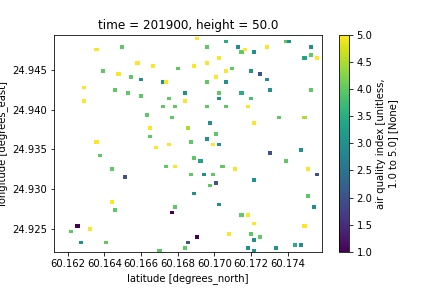 time = 201900, height = 50.0
24.945
24.940
24.935
24.930
24.925
longitude [degrees_east]
60.162 60.164 60.166 60.168 60.170 60.172 60.174
latitude [degrees_north]
5.0
4.5
4.0
3.5
3.0
2.5
2.0
1.5
1.0
air quality index [unitless,
1.0 to 5.0] [None]